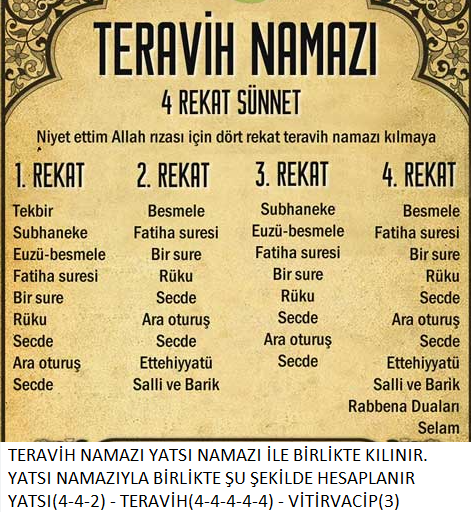 TERAVİH NAMAZI
4 REKAT SÜNNET
Niyet ettim Allah rızası için dört rekat teravih namazı kılmaya
1. REKAT
Tekbir
Subhaneke
Euzü-besmele
Fatiha suresi
Bir sure
Rüku
Secde
Ara oturuş
Secde
2. REKAT
Besmele
Fatiha suresi
Bir sure
Rüku
Secde
Ara oturuş
Secde
Ettehiyyatü
Salli ve Barik
3. REKAT
Subhaneke
Euzü-besmele
Fatiha suresi
Bir sure
Rüku
Secde
Ara oturuş
Secde
4. REKAT
Besmele
Fatiha suresi
Bir sure
Rüku
Secde
Ara oturuş
Secde
Ettehiyyatü
Salli ve Barik
Rabbena Duaları
Selam
TERAVİH NAMAZI YATSI NAMAZI İLE BİRLİKTE KILINIR.
YATSI NAMAZIYLA BİRLİKTE ŞU ŞEKİLDE HESAPLANIR
YATSI(4-4-2) - TERAVİH(4-4-4-4-4) - VİTİRVACİP(3)